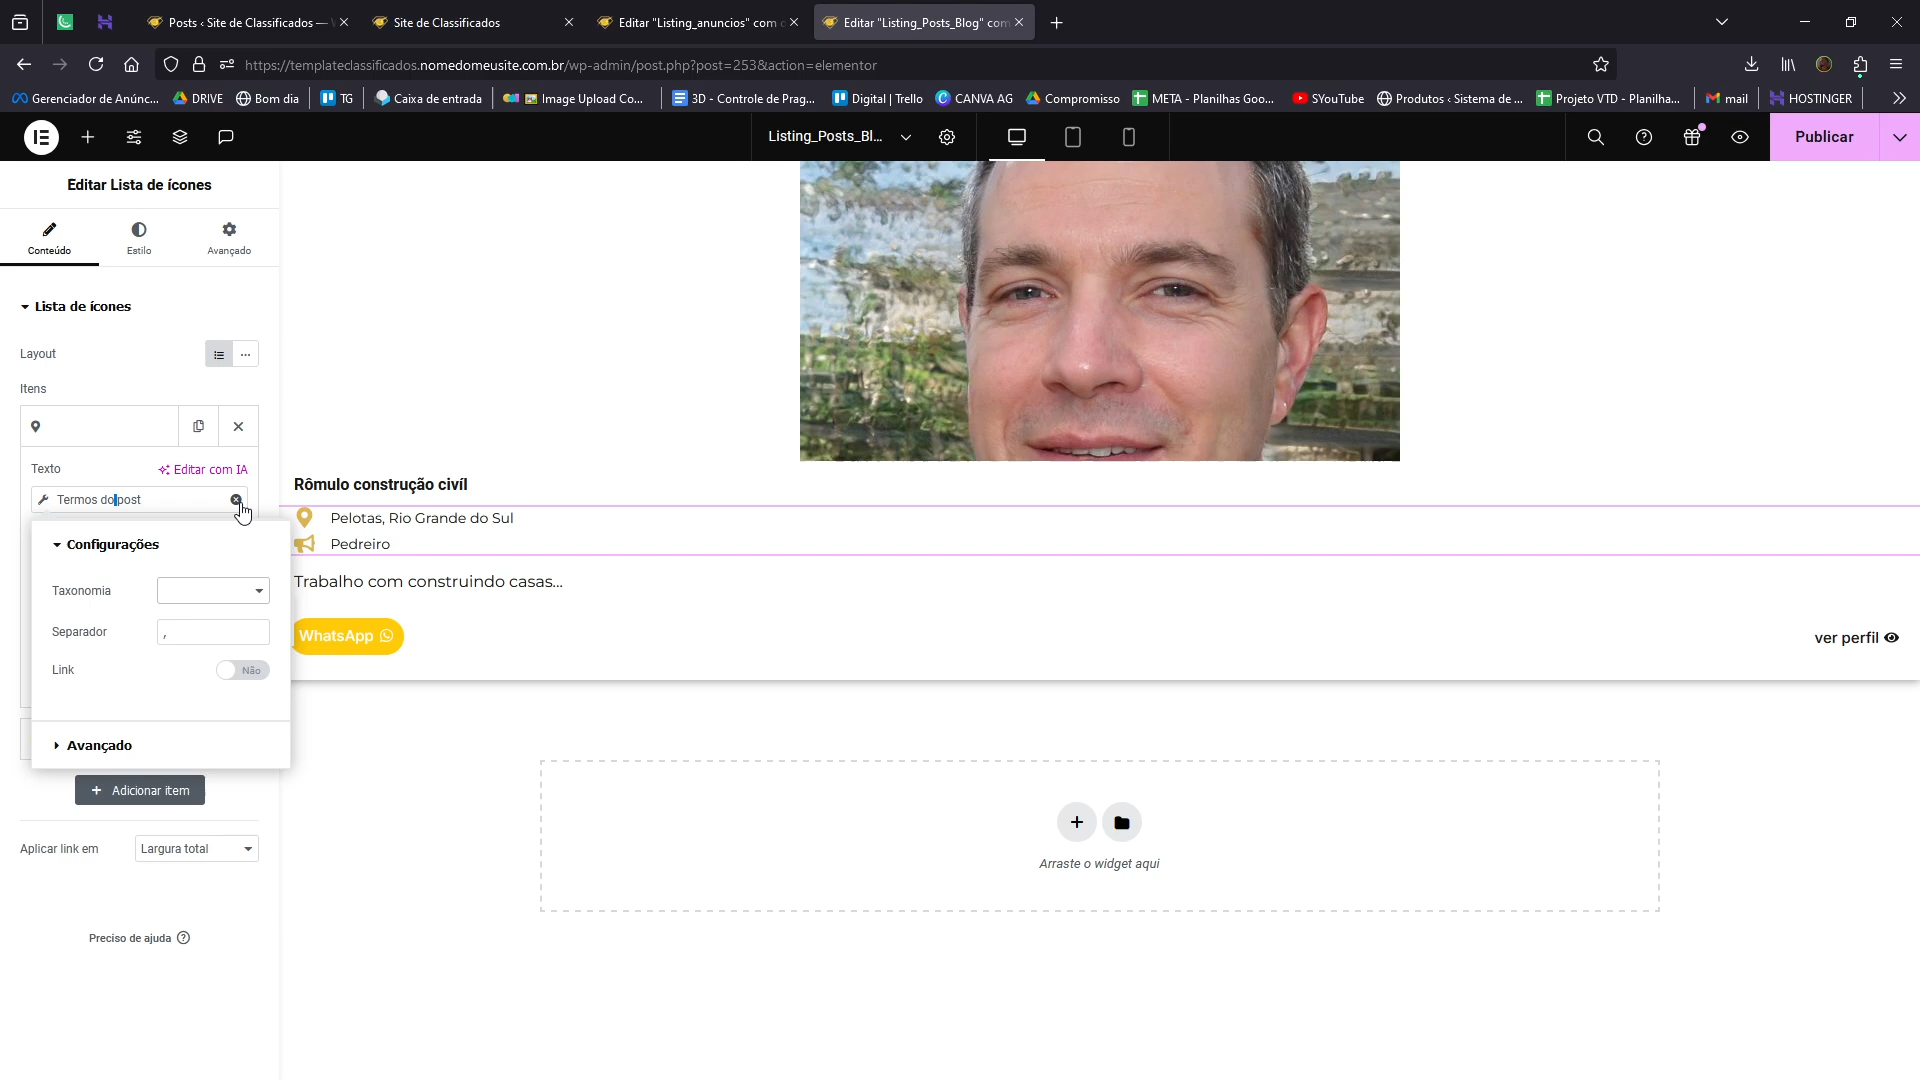 Posts ‹ Site de Classificados — 
Site de Classificados
Editar "Listing_anuncios" com
Editar "Listing_Posts_Blog" com
https://templateclassificados.nomedomeusite.com.br/wp-admin/post.php?post=253&action=elementor
Gerenciador de Anúnc...
DRIVE
Bom dia
TG
Caixa de entrada
Image Upload Co...
3D - Controle de Prag...
Digital | Trello
CANVA AG
Compromisso
META - Planilhas Goo...
SYouTube
Produtos ‹ Sistema de ...
Projeto VTD - Planilha...
mail
HOSTINGER
Listing_Posts_Bl...
Publicar
Editar Lista de ícones
Conteúdo
Estilo
Avançado
Lista de ícones
Layout
Itens
Texto
Editar com IA
Termos do post
Configurações
Taxonomia
Separador
,
Link
Não
Avançado
+ Adicionar item
Aplicar link em
Largura total
Preciso de ajuda
Rômulo construção civíl
Pelotas, Rio Grande do Sul
Pedreiro
Trabalho com construindo casas...
WhatsApp
ver perfil
Arraste o widget aqui